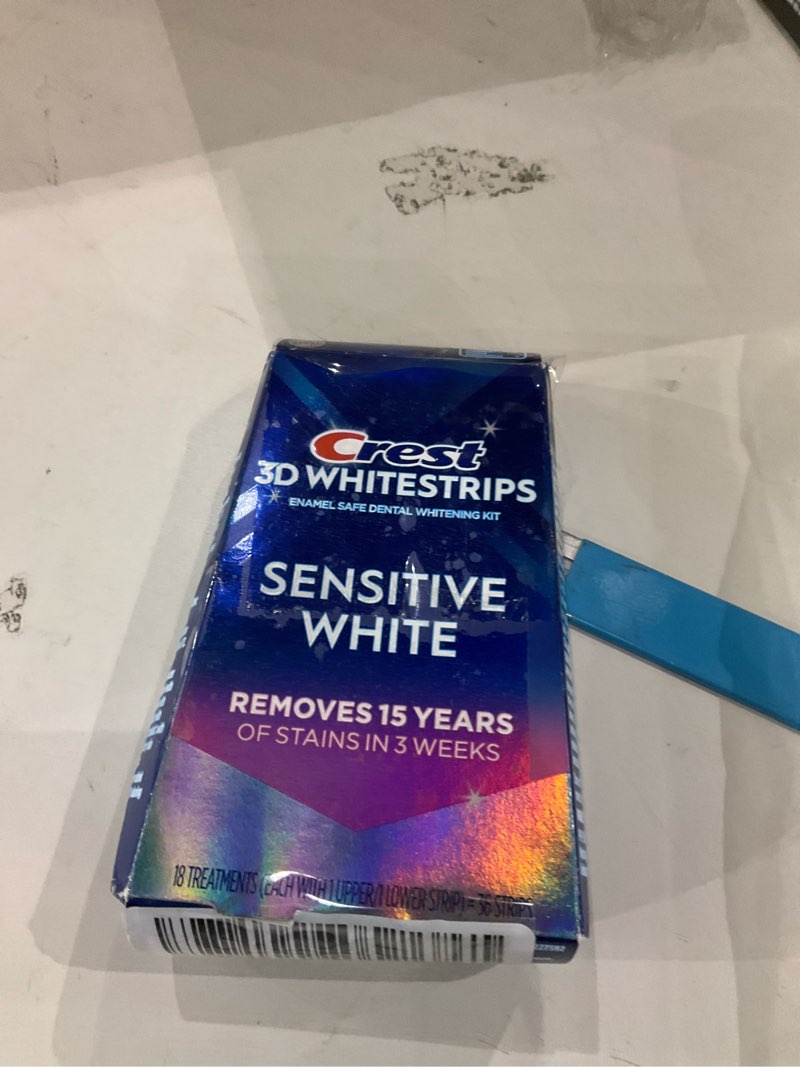 Crest
3D WHITESTRIPS
ENAMEL SAFE DENTAL WHITENING KIT
SENSITIVE
WHITE
REMOVES 15 YEARS
OF STAINS IN 3 WEEKS
18 TREATMENTS (EACH WITH 1 UPPER/1 LOWER STRIP) = 36 STRIPS